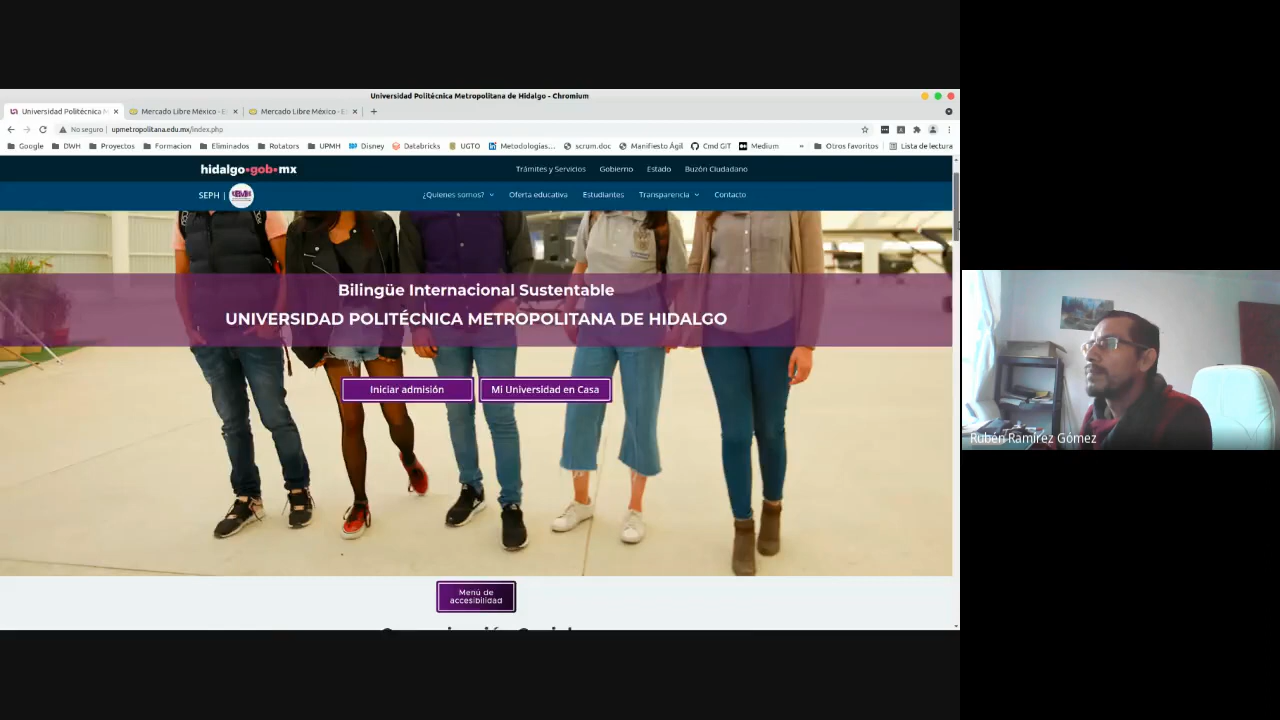 Universidad Politécnica Metropolitana de Hidalgo - Chromium
Universidad Politécnica M
Mercado Libre México - E
Mercado Libre México - E
No seguro | upmetropolitana.edu.mx/index.php
Google DWH Proyectos Formacion Eliminados Rotators UPMH Disney Databricks UGTO Metodologias... scrum.doc Manifiesto Ágil Cmd GIT Medium » Otros favoritos Lista de lectura
hidalgo•gob•mx
Trámites y Servicios Gobierno Estado Buzón Ciudadano
SEPH |
¿Quienes somos? Oferta educativa Estudiantes Transparencia Contacto
Bilingüe Internacional Sustentable
UNIVERSIDAD POLITÉCNICA METROPOLITANA DE HIDALGO
Iniciar admisión
Mi Universidad en Casa
Rubén Ramírez Gómez
Menú de
accesibilidad